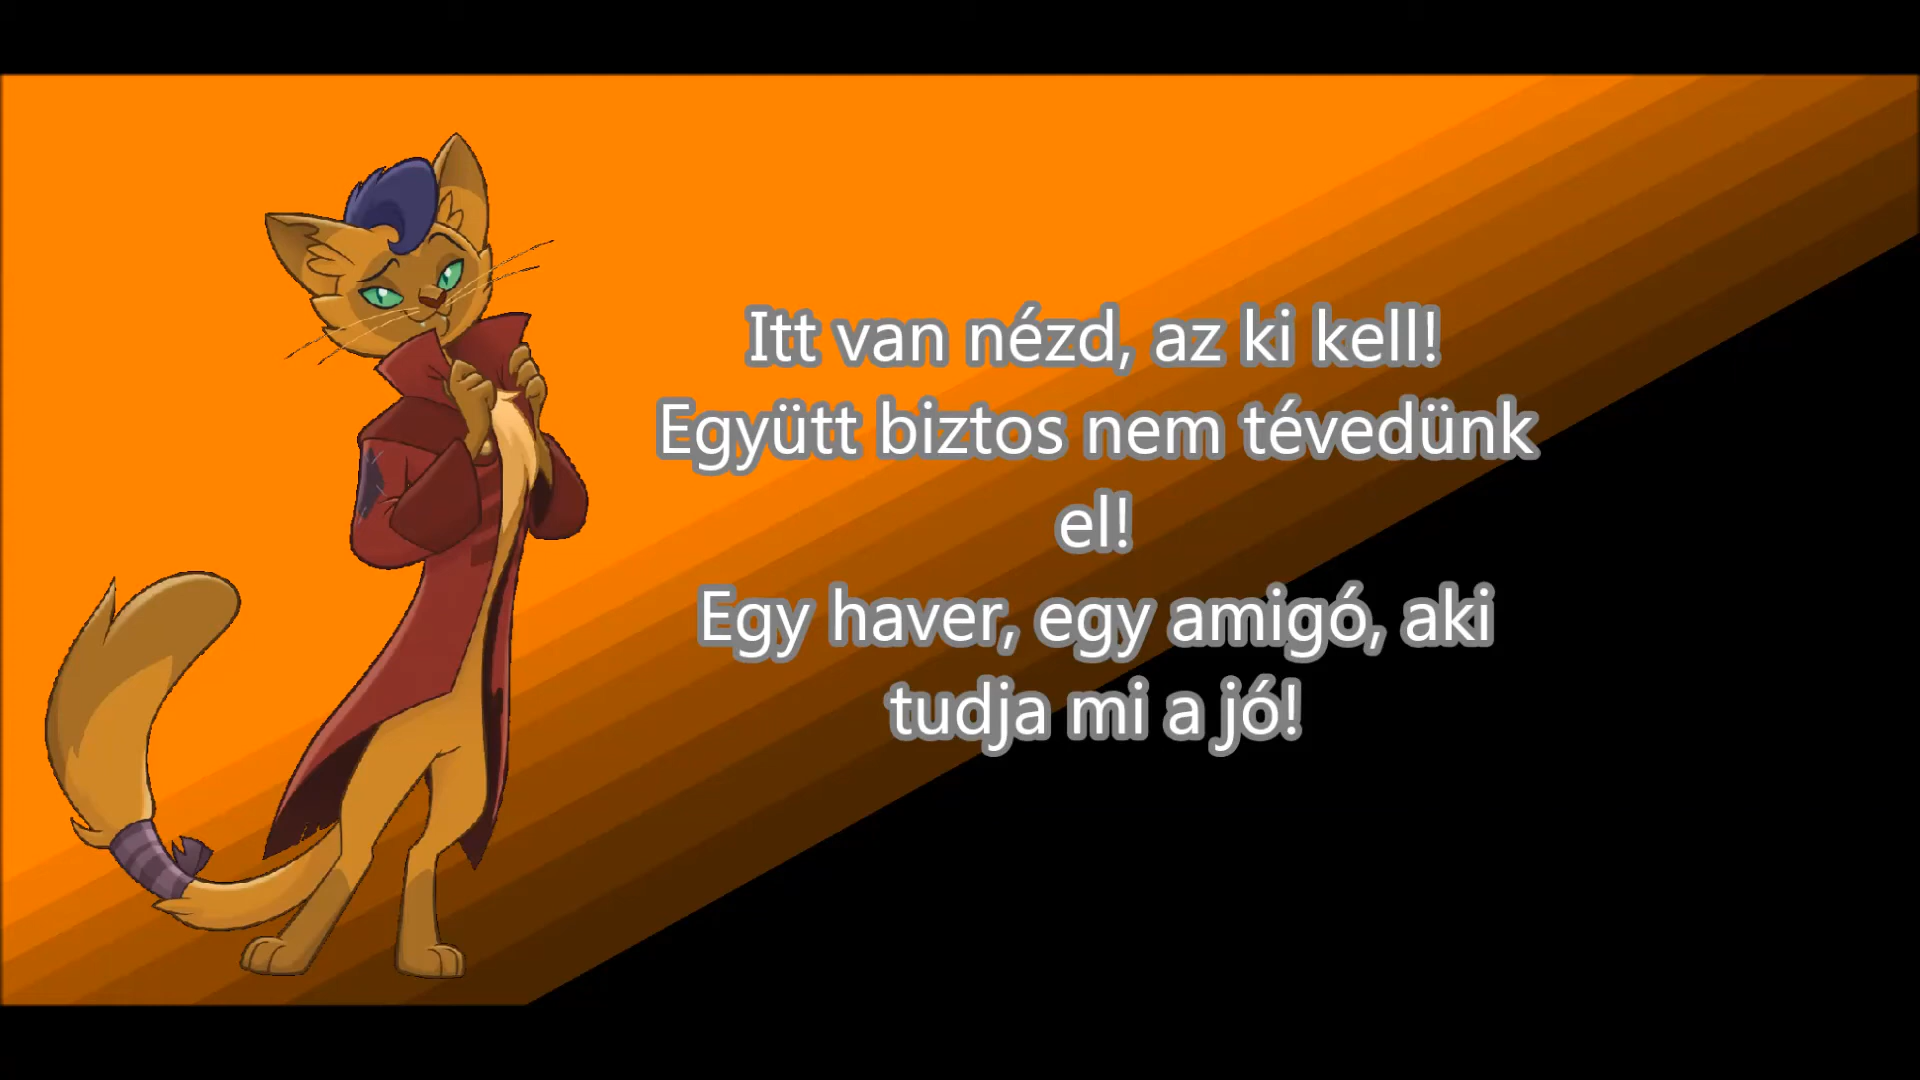 Itt van nézd, az ki kell!
Együtt biztos nem tévedünk
el!
Egy haver, egy amigó, aki
tudja mi a jó!